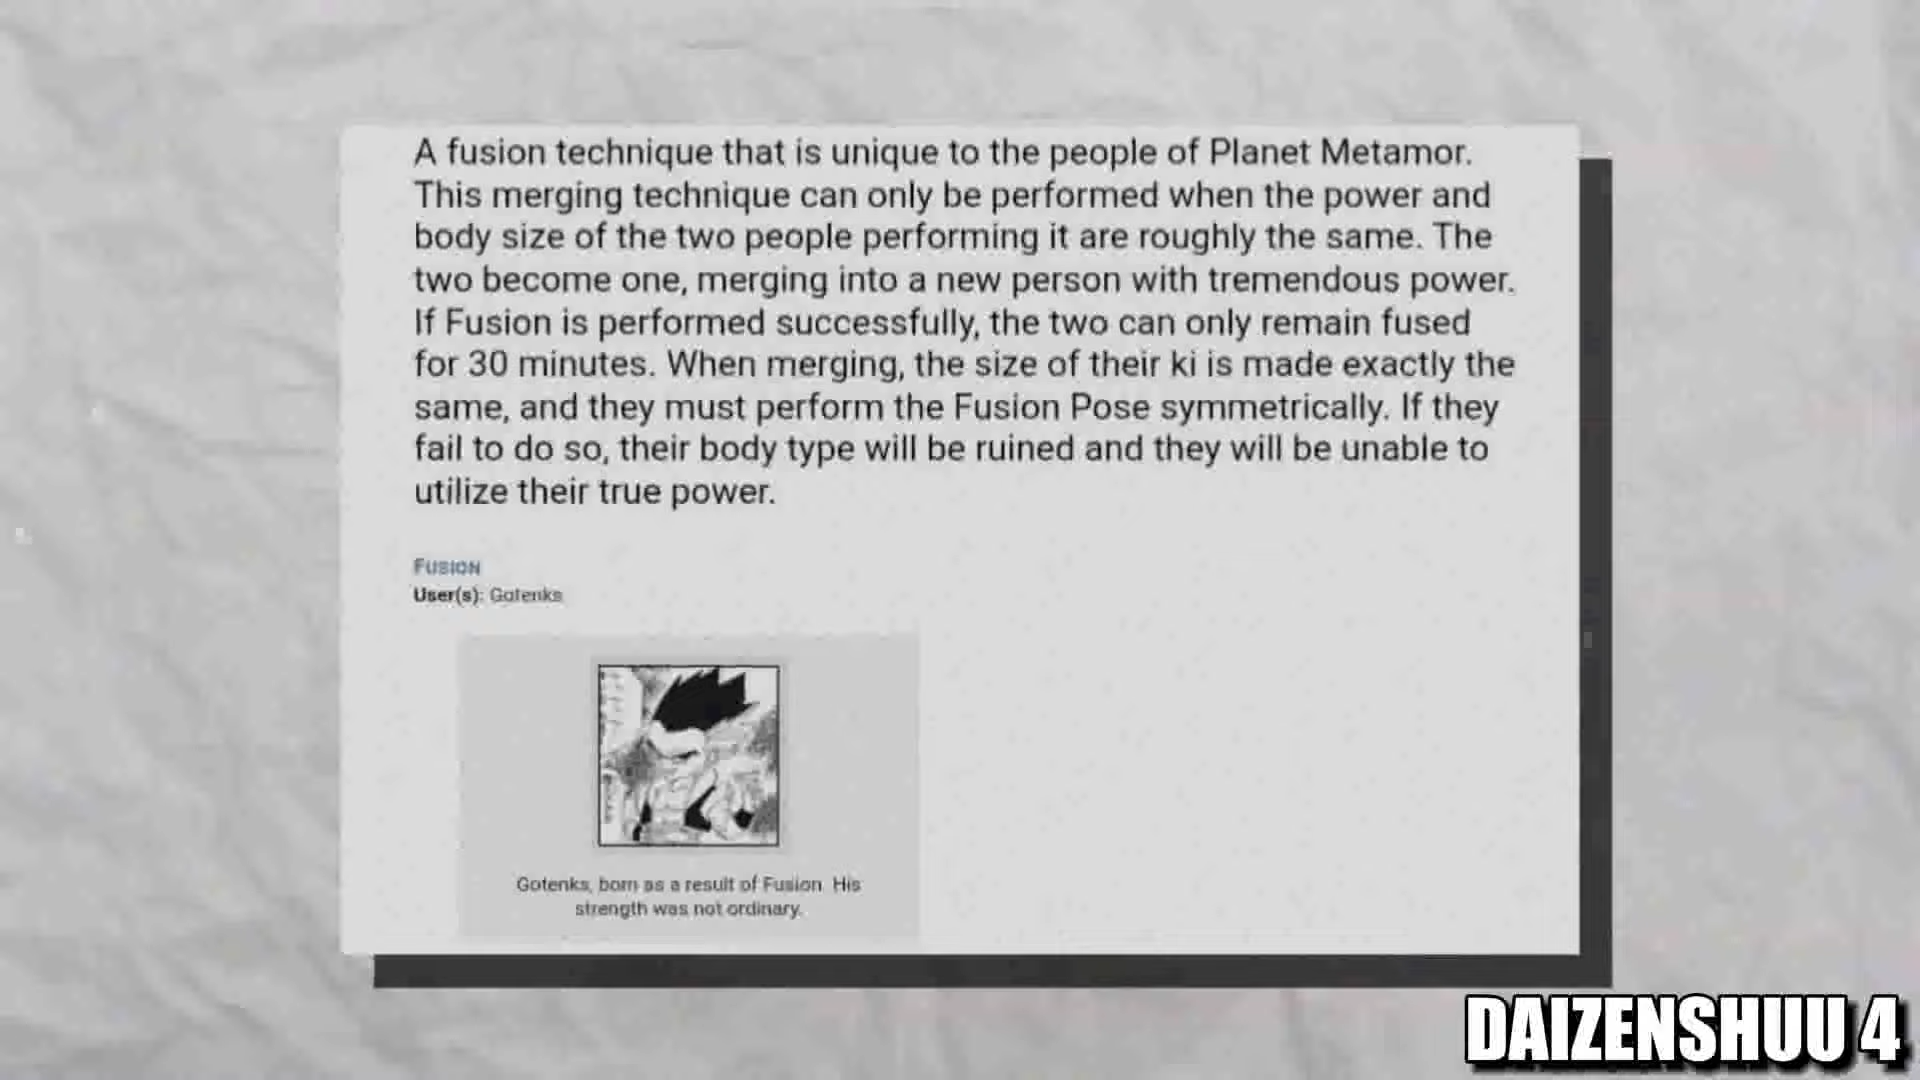 A fusion technique that is unique to the people of Planet Metamor.
This merging technique can only be performed when the power and
body size of the two people performing it are roughly the same. The
two become one, merging into a new person with tremendous power.
If Fusion is performed successfully, the two can only remain fused
for 30 minutes. When merging, the size of their ki is made exactly the
same, and they must perform the Fusion Pose symmetrically. If they
fail to do so, their body type will be ruined and they will be unable to
utilize their true power.
FUSION
User(s): Gotenks
Gotenks, born as a result of Fusion. His
strength was not ordinary.
DAIZENSHUU 4